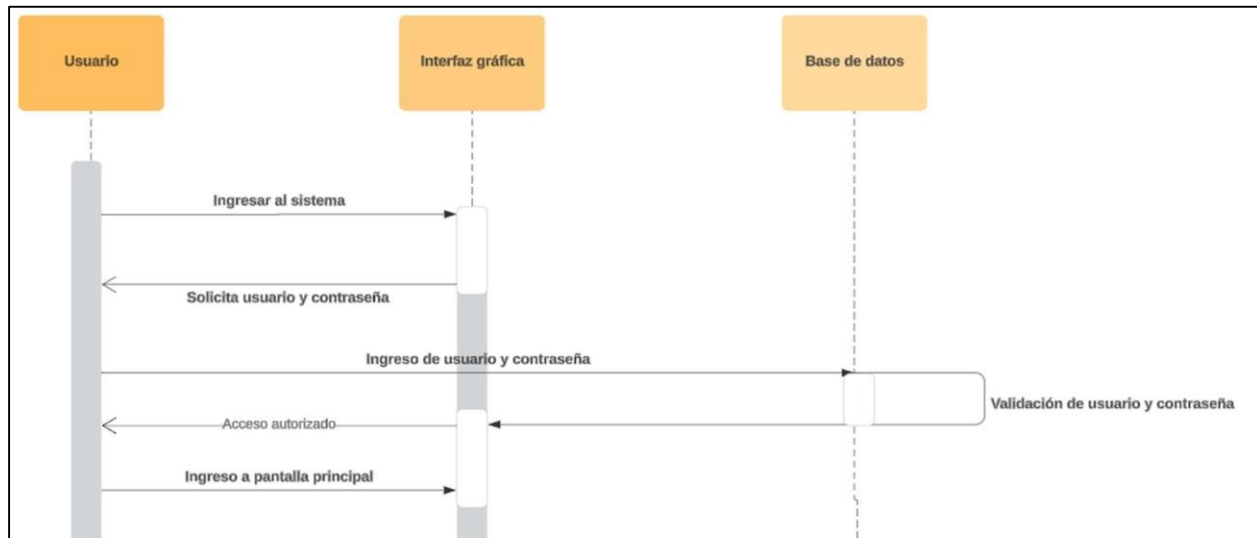 Usuario
Interfaz gráfica
Base de datos
Ingresar al sistema
Solicita usuario y contraseña
Ingreso de usuario y contraseña
Validación de usuario y contraseña
Acceso autorizado
Ingreso a pantalla principal